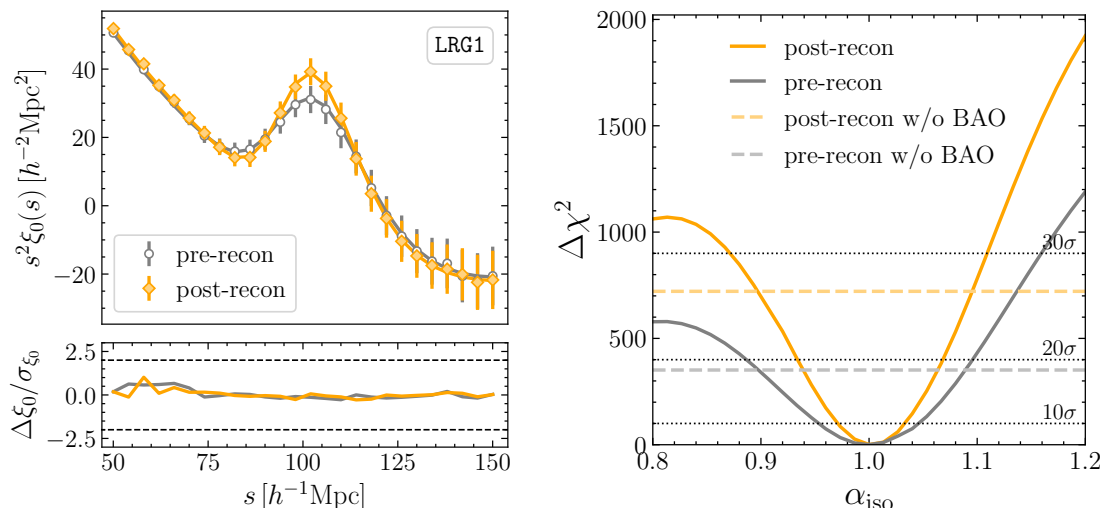 LRG1
s²ξ₀(s) [h⁻²Mpc²]
40
20
0
−20
pre-recon
post-recon
Δξ₀/σ_ξ₀
2.5
0.0
−2.5
50 75 100 125 150
s [h⁻¹Mpc]
Δχ²
2000
1500
1000
500
0
post-recon
pre-recon
post-recon w/o BAO
pre-recon w/o BAO
30σ
20σ
10σ
0.8 0.9 1.0 1.1 1.2
α_iso